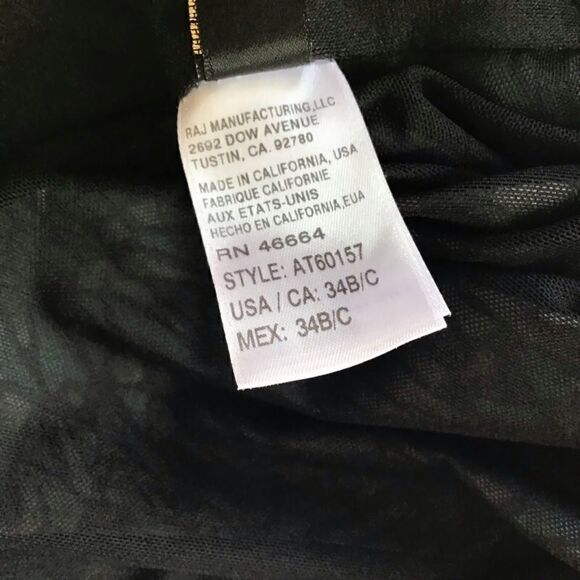 RAJ MANUFACTURING,LLC
2692 DOW AVENUE
TUSTIN, CA. 92780
MADE IN CALIFORNIA, USA
FABRIQUE CALIFORNIE
AUX ETATS-UNIS
HECHO EN CALIFORNIA,EUA
RN 46664
STYLE: AT60157
USA / CA: 34B/C
MEX: 34B/C